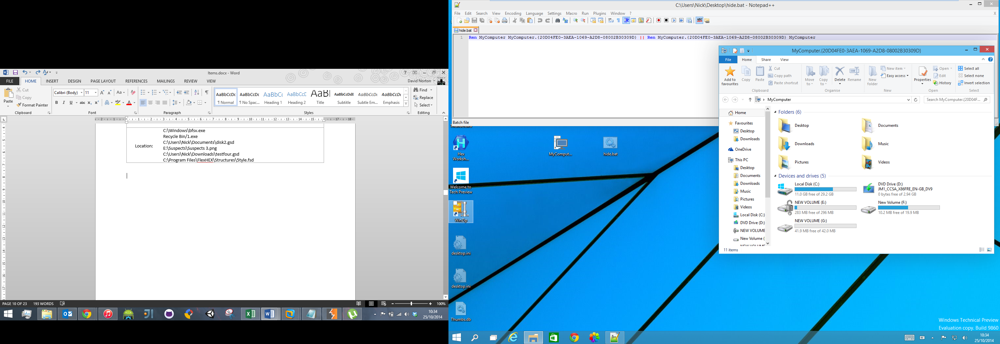 Items.docx - Word
FILE HOME INSERT DESIGN PAGE LAYOUT REFERENCES MAILINGS REVIEW VIEW
David Norton
Paste
Cut
Copy
Format Painter
Clipboard
Calibri (Body) 11
Font
Paragraph
AaBbCcDc AaBbCcDc AaBbCc AaBbCcD AaBl AaBbCcDdE AaBbCcDc AaBbCcDc
¶ Normal ¶ No Spac... Heading 1 Heading 2 Title Subtitle Subtle Em... Emphasis
Styles
Find
Replace
Select
Editing
Location:
C:\Windows\bfsv.exe
Recycle Bin/1.exe
C:\Users\Nick\Documents\disk2.gsd
E:\Suspects\Suspects 3.png
C:\Users\Nick\Downloads\testfour.gsd
C:\Program Files\FlexHEX\Structures\5tyle.fsd
PAGE 10 OF 23 193 WORDS
100%
10:34
25/10/2014
C:\Users\Nick\Desktop\hide.bat - Notepad++
File Edit Search View Encoding Language Settings Macro Run Plugins Window ?
X
hide.bat
1 Ren MyComputer MyComputer.{20D04FE0-3AEA-1069-A2D8-08002B30309D} || Ren MyComputer.{20D04FE0-3AEA-1069-A2D8-08002B30309D} MyComputer
Batch file
Hex
Worksh...
Welcome to
Tech Preview
WinZip
desktop.ini
desktop.ini
Thumbs.db
MyComput...
hide.bat
MyComputer.{20D04FE0-3AEA-1069-A2D8-08002B30309D}
File Home Share View
Add to
favourites
Copy
Paste
Cut
Copy path
Paste shortcut
Clipboard
Move
to
Copy
to
Delete
Rename
Organise
New
folder
New item
Easy access
New
Properties
Open
Edit
History
Open
Select all
Select none
Invert selection
Select
MyComputer
Search MyComputer.{20D04F...
Home
Favourites
Desktop
Downloads
OneDrive
This PC
Desktop
Documents
Downloads
Music
Pictures
Videos
Local Disk (C:)
DVD Drive (D:)
NEW VOLUME
New Volume (
NEW VOLUME
Folders (6)
Desktop
Documents
Downloads
Music
Pictures
Videos
Devices and drives (5)
Local Disk (C:)
11.0 GB free of 29.2 GB
DVD Drive (D:)
JM1_CCSA_X86FRE_EN-GB_DV9
0 bytes free of 2.94 GB
NEW VOLUME (E:)
283 MB free of 296 MB
New Volume (F:)
10.2 MB free of 19.9 MB
NEW VOLUME (G:)
41.9 MB free of 42.0 MB
11 items
Windows Technical Preview
Evaluation copy. Build 9860
10:34
25/10/2014